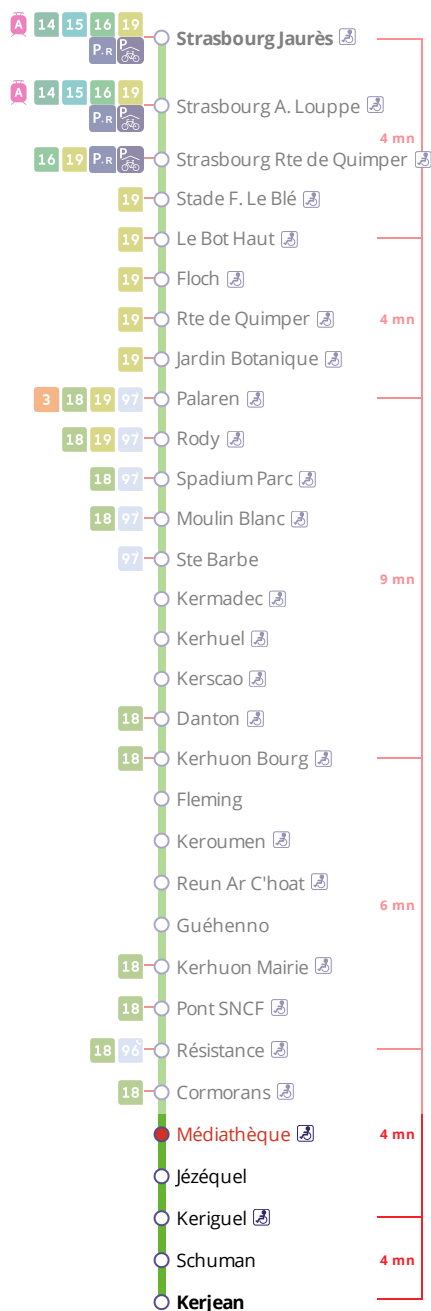 A 14 15 16 19 Strasbourg Jaurès
P+R P
A 14 15 16 19 Strasbourg A. Louppe
P+R P
4 mn
16 19 P+R P Strasbourg Rte de Quimper
19 Stade F. Le Blé
19 Le Bot Haut
19 Floch
19 Rte de Quimper 4 mn
19 Jardin Botanique
3 18 19 97 Palaren
18 19 97 Rody
18 97 Spadium Parc
18 97 Moulin Blanc
97 Ste Barbe
9 mn
Kermadec
Kerhuel
Kerscao
18 Danton
18 Kerhuon Bourg
Fleming
Keroumen
Reun Ar C'hoat
6 mn
Guéhenno
18 Kerhuon Mairie
18 Pont SNCF
18 96 Résistance
18 Cormorans
Médiathèque 4 mn
Jézéquel
Keriguel
Schuman 4 mn
Kerjean